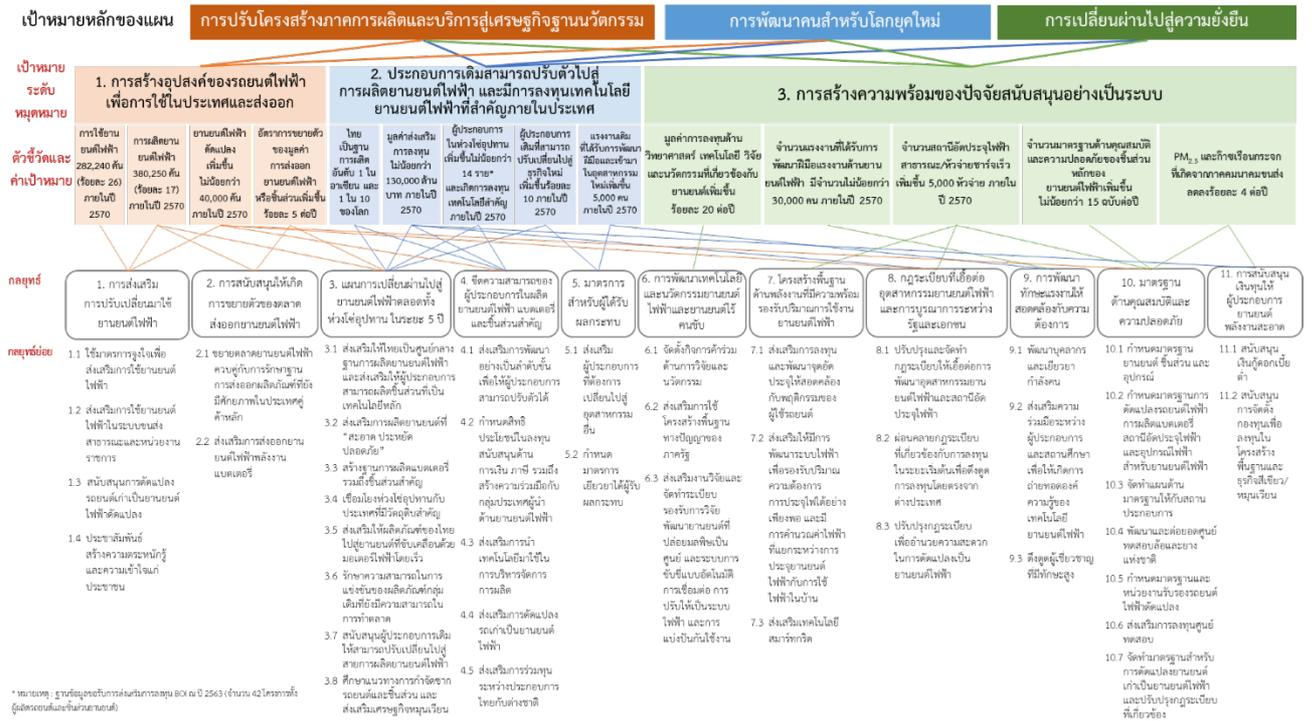 เป้าหมายหลักของแผน
การปรับโครงสร้างภาคการผลิตและบริการสู่เศรษฐกิจฐานนวัตกรรม
การพัฒนาคนสำหรับโลกยุคใหม่
การเปลี่ยนผ่านไปสู่ความยั่งยืน
เป้าหมาย
ระดับ
หมุดหมาย
1. การสร้างอุปสงค์ของรถยนต์ไฟฟ้า
เพื่อการใช้ในประเทศและส่งออก
2. ประกอบการเดิมสามารถปรับตัวไปสู่
การผลิตยานยนต์ไฟฟ้า และมีการลงทุนเทคโนโลยี
ยานยนต์ไฟฟ้าที่สำคัญภายในประเทศ
3. การสร้างความพร้อมของปัจจัยสนับสนุนอย่างเป็นระบบ
ตัวชี้วัดและ
ค่าเป้าหมาย
การใช้ยาน
ยนต์ไฟฟ้า
282,240 คัน
(ร้อยละ 26)
ภายในปี
2570
การผลิตยาน
ยนต์ไฟฟ้า
380,250 คัน
(ร้อยละ 17)
ภายในปี 2570
ยานยนต์ไฟฟ้า
ดัดแปลง
เพิ่มขึ้น
ไม่น้อยกว่า
40,000 คัน
ภายในปี 2570
อัตราการขยายตัว
ของมูลค่า
การส่งออก
ยานยนต์ไฟฟ้า
หรือชิ้นส่วนเพิ่มขึ้น
ร้อยละ 5 ต่อปี
ไทย
เป็นฐาน
การผลิต
อันดับ 1 ใน
อาเซียน และ
1 ใน 10
ของโลก
มูลค่าส่งเสริม
การลงทุน
ไม่น้อยกว่า
130,000 ล้าน
บาท ภายในปี
2570
ผู้ประกอบการ
ในห่วงโซ่อุปทาน
เพิ่มขึ้นไม่น้อยกว่า
14 ราย*
และเกิดการลงทุน
เทคโนโลยีสำคัญ
ภายในปี 2570
ผู้ประกอบการ
เดิมที่สามารถ
ปรับเปลี่ยนไปสู่
ธุรกิจใหม่
เพิ่มขึ้นร้อยละ
10 ภายในปี
2570
แรงงานเดิม
ที่ได้รับการพัฒนา
ฝีมือและเข้ามา
ในอุตสาหกรรม
ใหม่เพิ่มขึ้น
5,000 คน
ภายในปี 2570
มูลค่าการลงทุนด้าน
วิทยาศาสตร์ เทคโนโลยี วิจัย
และนวัตกรรมที่เกี่ยวข้องกับ
ยานยนต์เพิ่มขึ้น
ร้อยละ 20 ต่อปี
จำนวนแรงงานที่ได้รับการ
พัฒนาฝีมือแรงงานด้านยาน
ยนต์ไฟฟ้า มีจำนวนไม่น้อยกว่า
30,000 คน ภายในปี 2570
จำนวนสถานีอัดประจุไฟฟ้า
สาธารณะ/หัวจ่ายชาร์จเร็ว
เพิ่มขึ้น 5,000 หัวจ่าย ภายใน
ปี 2570
จำนวนมาตรฐานด้านคุณสมบัติ
และความปลอดภัยของชิ้นส่วน
หลักของ
ยานยนต์ไฟฟ้าเพิ่มขึ้น
ไม่น้อยกว่า 15 ฉบับต่อปี
PM2.5 และก๊าซเรือนกระจก
ที่เกิดจากภาคคมนาคมขนส่ง
ลดลงร้อยละ 4 ต่อปี
กลยุทธ์
1. การส่งเสริม
การปรับเปลี่ยนมาใช้
ยานยนต์ไฟฟ้า
2. การสนับสนุนให้เกิด
การขยายตัวของตลาด
ส่งออกยานยนต์ไฟฟ้า
3. แผนการเปลี่ยนผ่านไปสู่
ยานยนต์ไฟฟ้าตลอดทั้ง
ห่วงโซ่อุปทาน ในระยะ 5 ปี
4. ขีดความสามารถของ
ผู้ประกอบการในผลิต
ยานยนต์ไฟฟ้า แบตเตอรี่
และชิ้นส่วนสำคัญ
5. มาตรการ
สำหรับผู้ได้รับ
ผลกระทบ
6. การพัฒนาเทคโนโลยี
และนวัตกรรมยานยนต์
ไฟฟ้าและยานยนต์ไร้
คนขับ
7. โครงสร้างพื้นฐาน
ด้านพลังงานที่มีความพร้อม
รองรับปริมาณการใช้งาน
ยานยนต์ไฟฟ้า
8. กฎระเบียบที่เอื้อต่อ
อุตสาหกรรมยานยนต์ไฟฟ้า
และการบูรณาการระหว่าง
รัฐและเอกชน
9. การพัฒนา
ทักษะแรงงานให้
สอดคล้องกับความ
ต้องการ
10. มาตรฐาน
ด้านคุณสมบัติและ
ความปลอดภัย
11. การสนับสนุน
เงินทุนให้
ผู้ประกอบการ
ยานยนต์
พลังงานสะอาด
กลยุทธ์ย่อย
1.1 ใช้มาตรการจูงใจเพื่อ
ส่งเสริมการใช้ยานยนต์
ไฟฟ้า
1.2 ส่งเสริมการใช้ยานยนต์
ไฟฟ้าในระบบขนส่ง
สาธารณะและหน่วยงาน
ราชการ
1.3 สนับสนุนการดัดแปลง
รถยนต์เก่าเป็นยานยนต์
ไฟฟ้าดัดแปลง
1.4 ประชาสัมพันธ์
สร้างความตระหนักรู้
และความเข้าใจแก่
ประชาชน
2.1 ขยายตลาดยานยนต์ไฟฟ้า
ควบคู่กับการรักษาฐาน
การส่งออกผลิตภัณฑ์ที่ยัง
มีศักยภาพในประเทศคู่
ค้าหลัก
2.2 ส่งเสริมการส่งออกยาน
ยนต์ไฟฟ้าพลังงาน
แบตเตอรี่
3.1 ส่งเสริมให้ไทยเป็นศูนย์กลาง
ฐานการผลิตยานยนต์ไฟฟ้า
และส่งเสริมให้ผู้ประกอบการ
สามารถผลิตชิ้นส่วนที่เป็น
เทคโนโลยีหลัก
3.2 ส่งเสริมการผลิตยานยนต์ที่
"สะอาด ประหยัด
ปลอดภัย"
3.3 สร้างฐานการผลิตแบตเตอรี่
รวมถึงชิ้นส่วนสำคัญ
3.4 เชื่อมโยงห่วงโซ่อุปทานกับ
ประเทศที่มีวัตถุดิบสำคัญ
3.5 ส่งเสริมให้ผลิตภัณฑ์ของไทย
ไปสู่ยานยนต์ที่ขับเคลื่อนด้วย
มอเตอร์ไฟฟ้าโดยเร็ว
3.6 รักษาความสามารถในการ
แข่งขันของผลิตภัณฑ์กลุ่ม
เดิมที่ยังมีความสามารถใน
การทำตลาด
3.7 สนับสนุนผู้ประกอบการเดิม
ให้สามารถปรับเปลี่ยนไปสู่
สายการผลิตยานยนต์ไฟฟ้า
3.8 ศึกษาแนวทางการกำจัดซาก
รถยนต์และชิ้นส่วน และ
ส่งเสริมเศรษฐกิจหมุนเวียน
4.1 ส่งเสริมการพัฒนา
อย่างเป็นลำดับขั้น
เพื่อให้ผู้ประกอบการ
สามารถปรับตัวได้
4.2 กำหนดสิทธิ
ประโยชน์ในลงทุน
สนับสนุนด้าน
การเงิน ภาษี รวมถึง
สร้างความร่วมมือกับ
กลุ่มประเทศผู้นำ
ด้านยานยนต์ไฟฟ้า
4.3 ส่งเสริมการนำ
เทคโนโลยีมาใช้ใน
การบริหารจัดการ
การผลิต
4.4 ส่งเสริมการดัดแปลง
รถเก่าเป็นยานยนต์
ไฟฟ้า
4.5 ส่งเสริมการร่วมทุน
ระหว่างประกอบการ
ไทยกับต่างชาติ
5.1 ส่งเสริม
ผู้ประกอบการ
ที่ต้องการ
เปลี่ยนไปสู่
อุตสาหกรรม
อื่น
5.2 กำหนด
มาตรการ
เยียวยาได้ผู้รับ
ผลกระทบ
6.1 จัดตั้งกิจการค้าร่วม
ด้านการวิจัยและ
นวัตกรรม
6.2 ส่งเสริมการใช้
โครงสร้างพื้นฐาน
ทางปัญญาของ
ภาครัฐ
6.3 ส่งเสริมงานวิจัยและ
จัดทำระเบียบ
รองรับการวิจัย
พัฒนายานยนต์ที่
ปล่อยมลพิษเป็น
ศูนย์ และระบบการ
ขับขี่แบบอัตโนมัติ
การเชื่อมต่อ การ
ปรับให้เป็นระบบ
ไฟฟ้า และการ
แบ่งปันกันใช้งาน
7.1 ส่งเสริมการลงทุน
และพัฒนาจุดอัด
ประจุให้สอดคล้อง
กับพฤติกรรมของ
ผู้ใช้รถยนต์
7.2 ส่งเสริมให้มีการ
พัฒนาระบบไฟฟ้า
เพื่อรองรับปริมาณ
ความต้องการ
การประจุไฟได้อย่าง
เพียงพอ และมี
การคำนวณค่าไฟฟ้า
ที่แยกระหว่างการ
ประจุยานยนต์
ไฟฟ้ากับการใช้
ไฟฟ้าในบ้าน
7.3 ส่งเสริมเทคโนโลยี
สมาร์ทกริด
8.1 ปรับปรุงและจัดทำ
กฎระเบียบให้เอื้อต่อการ
พัฒนาอุตสาหกรรมยาน
ยนต์ไฟฟ้าและสถานีอัด
ประจุไฟฟ้า
8.2 ผ่อนคลายกฎระเบียบ
ที่เกี่ยวข้องกับการลงทุน
ในระยะเริ่มต้นเพื่อดึงดูด
การลงทุนโดยตรงจาก
ต่างประเทศ
8.3 ปรับปรุงกฎระเบียบ
เพื่ออำนวยความสะดวก
ในการดัดแปลงเป็น
ยานยนต์ไฟฟ้า
9.1 พัฒนาบุคลากร
และเยียวยา
กำลังคน
9.2 ส่งเสริมความ
ร่วมมือระหว่าง
ผู้ประกอบการ
และสถานศึกษา
เพื่อให้เกิดการ
ถ่ายทอดองค์
ความรู้ของ
เทคโนโลยี
ยานยนต์ไฟฟ้า
9.3 ดึงดูดผู้เชี่ยวชาญ
ที่มีทักษะสูง
10.1 กำหนดมาตรฐาน
ยานยนต์ ชิ้นส่วน และ
อุปกรณ์
10.2 กำหนดมาตรฐานการ
ดัดแปลงรถยนต์ไฟฟ้า
การผลิตแบตเตอรี่
สถานีอัดประจุไฟฟ้า
และอุปกรณ์ไฟฟ้า
สำหรับยานยนต์ไฟฟ้า
10.3 จัดทำแผนด้าน
มาตรฐานให้กับสถาน
ประกอบการ
10.4 พัฒนาและต่อยอดศูนย์
ทดสอบล้อและยาง
แห่งชาติ
10.5 กำหนดมาตรฐานและ
หน่วยงานรับรองรถยนต์
ไฟฟ้าดัดแปลง
10.6 ส่งเสริมการลงทุนศูนย์
ทดสอบ
10.7 จัดทำมาตรฐานสำหรับ
การดัดแปลงยานยนต์
เก่าเป็นยานยนต์ไฟฟ้า
และปรับปรุงกฎระเบียบ
ที่เกี่ยวข้อง
11.1 สนับสนุน
เงินกู้ดอกเบี้ย
ต่ำ
11.2 สนับสนุน
การจัดตั้ง
กองทุนเพื่อ
ลงทุนใน
โครงสร้าง
พื้นฐานและ
ธุรกิจสีเขียว/
หมุนเวียน
* หมายเหตุ : ฐานข้อมูลขอรับการส่งเสริมการลงทุน BOI ณ ปี 2563 (จำนวน 42 โครงการทั้ง
ผู้ผลิตรถยนต์และชิ้นส่วนยานยนต์)